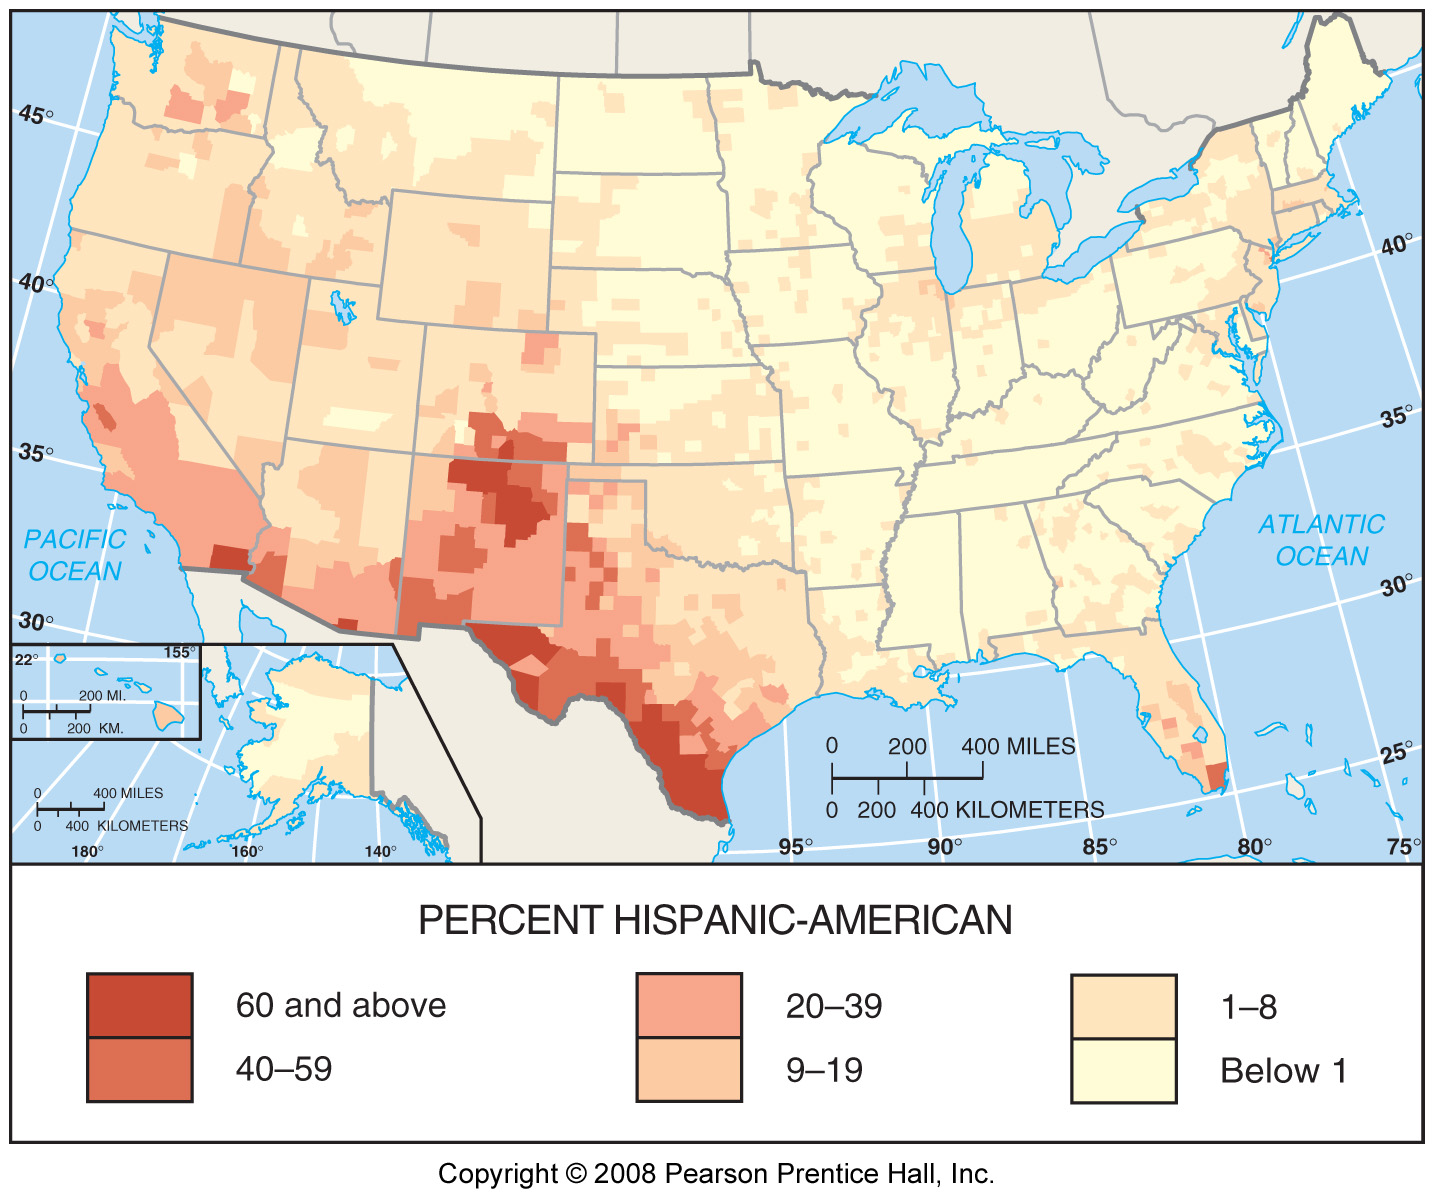 45°
40°
35°
30°
PACIFIC
OCEAN
40°
35°
30°
25°
ATLANTIC
OCEAN
155°
22°
0 200 MI.
0 200 KM.
0 400 MILES
0 400 KILOMETERS
180° 160° 140°
0 200 400 MILES
0 200 400 KILOMETERS
95° 90° 85° 80° 75°
PERCENT HISPANIC-AMERICAN
60 and above
40–59
20–39
9–19
1–8
Below 1
Copyright © 2008 Pearson Prentice Hall, Inc.